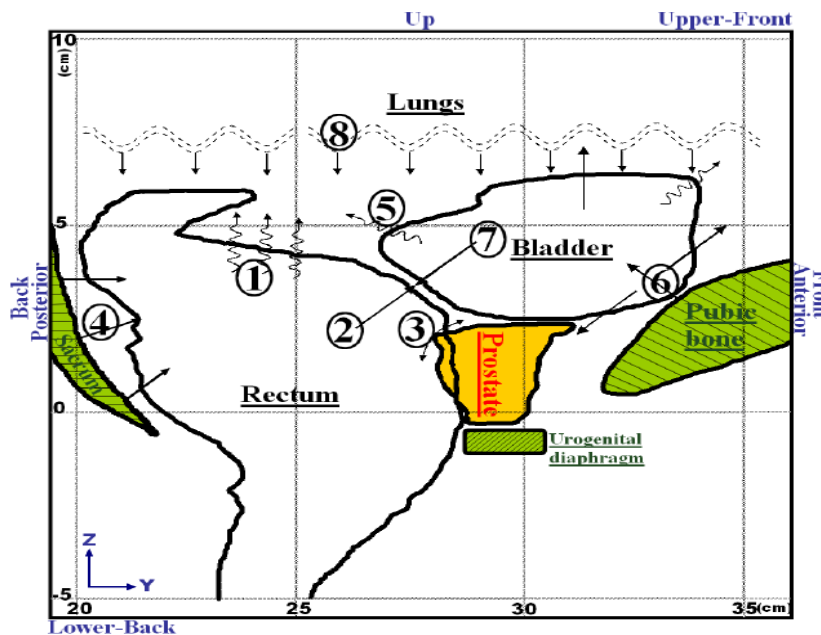 Up
Upper-Front
10
(cm)
Lungs
8
5
5
7
Bladder
1
6
Back
Posterior
Front
Anterior
4
2
3
Pubic
bone
Sacrum
Prostate
Rectum
0
Urogenital
diaphragm
Z
Y
-5
20
25
30
35(cm)
Lower-Back